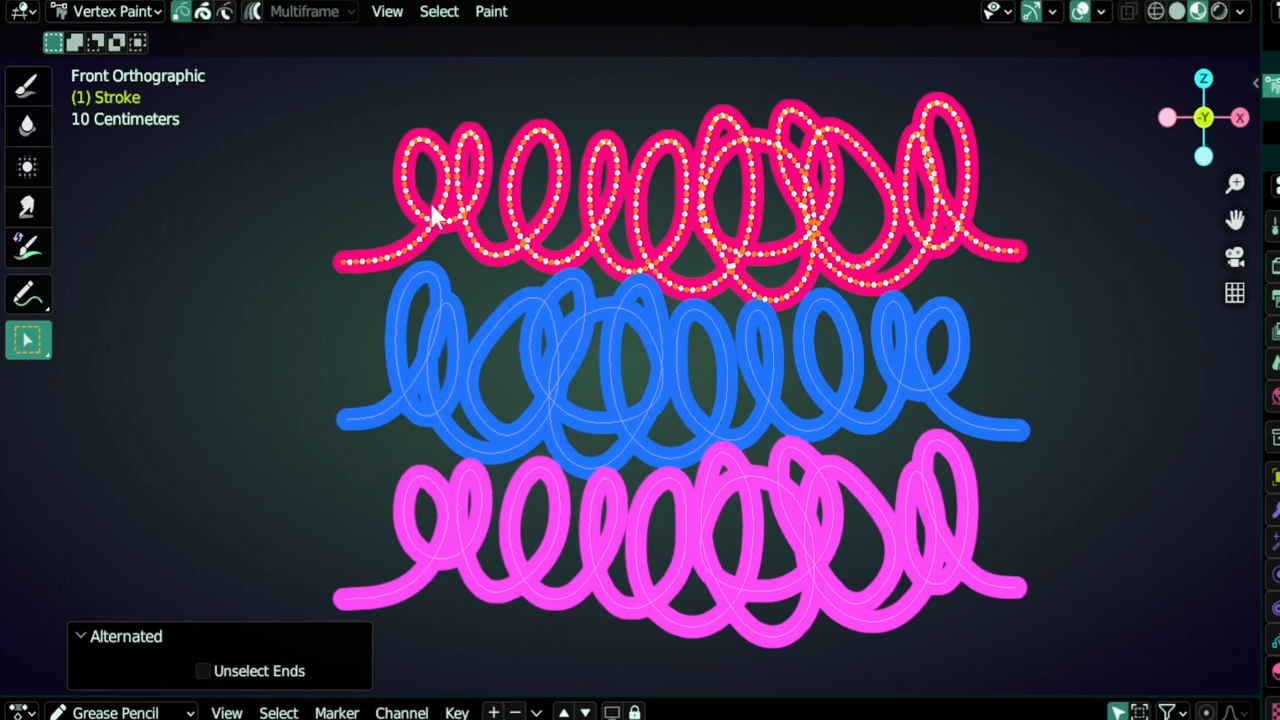 Vertex Paint Multiframe View Select Paint
Front Orthographic
(1) Stroke
10 Centimeters
Z
-Y X
Alternated
Unselect Ends
Grease Pencil View Select Marker Channel Key